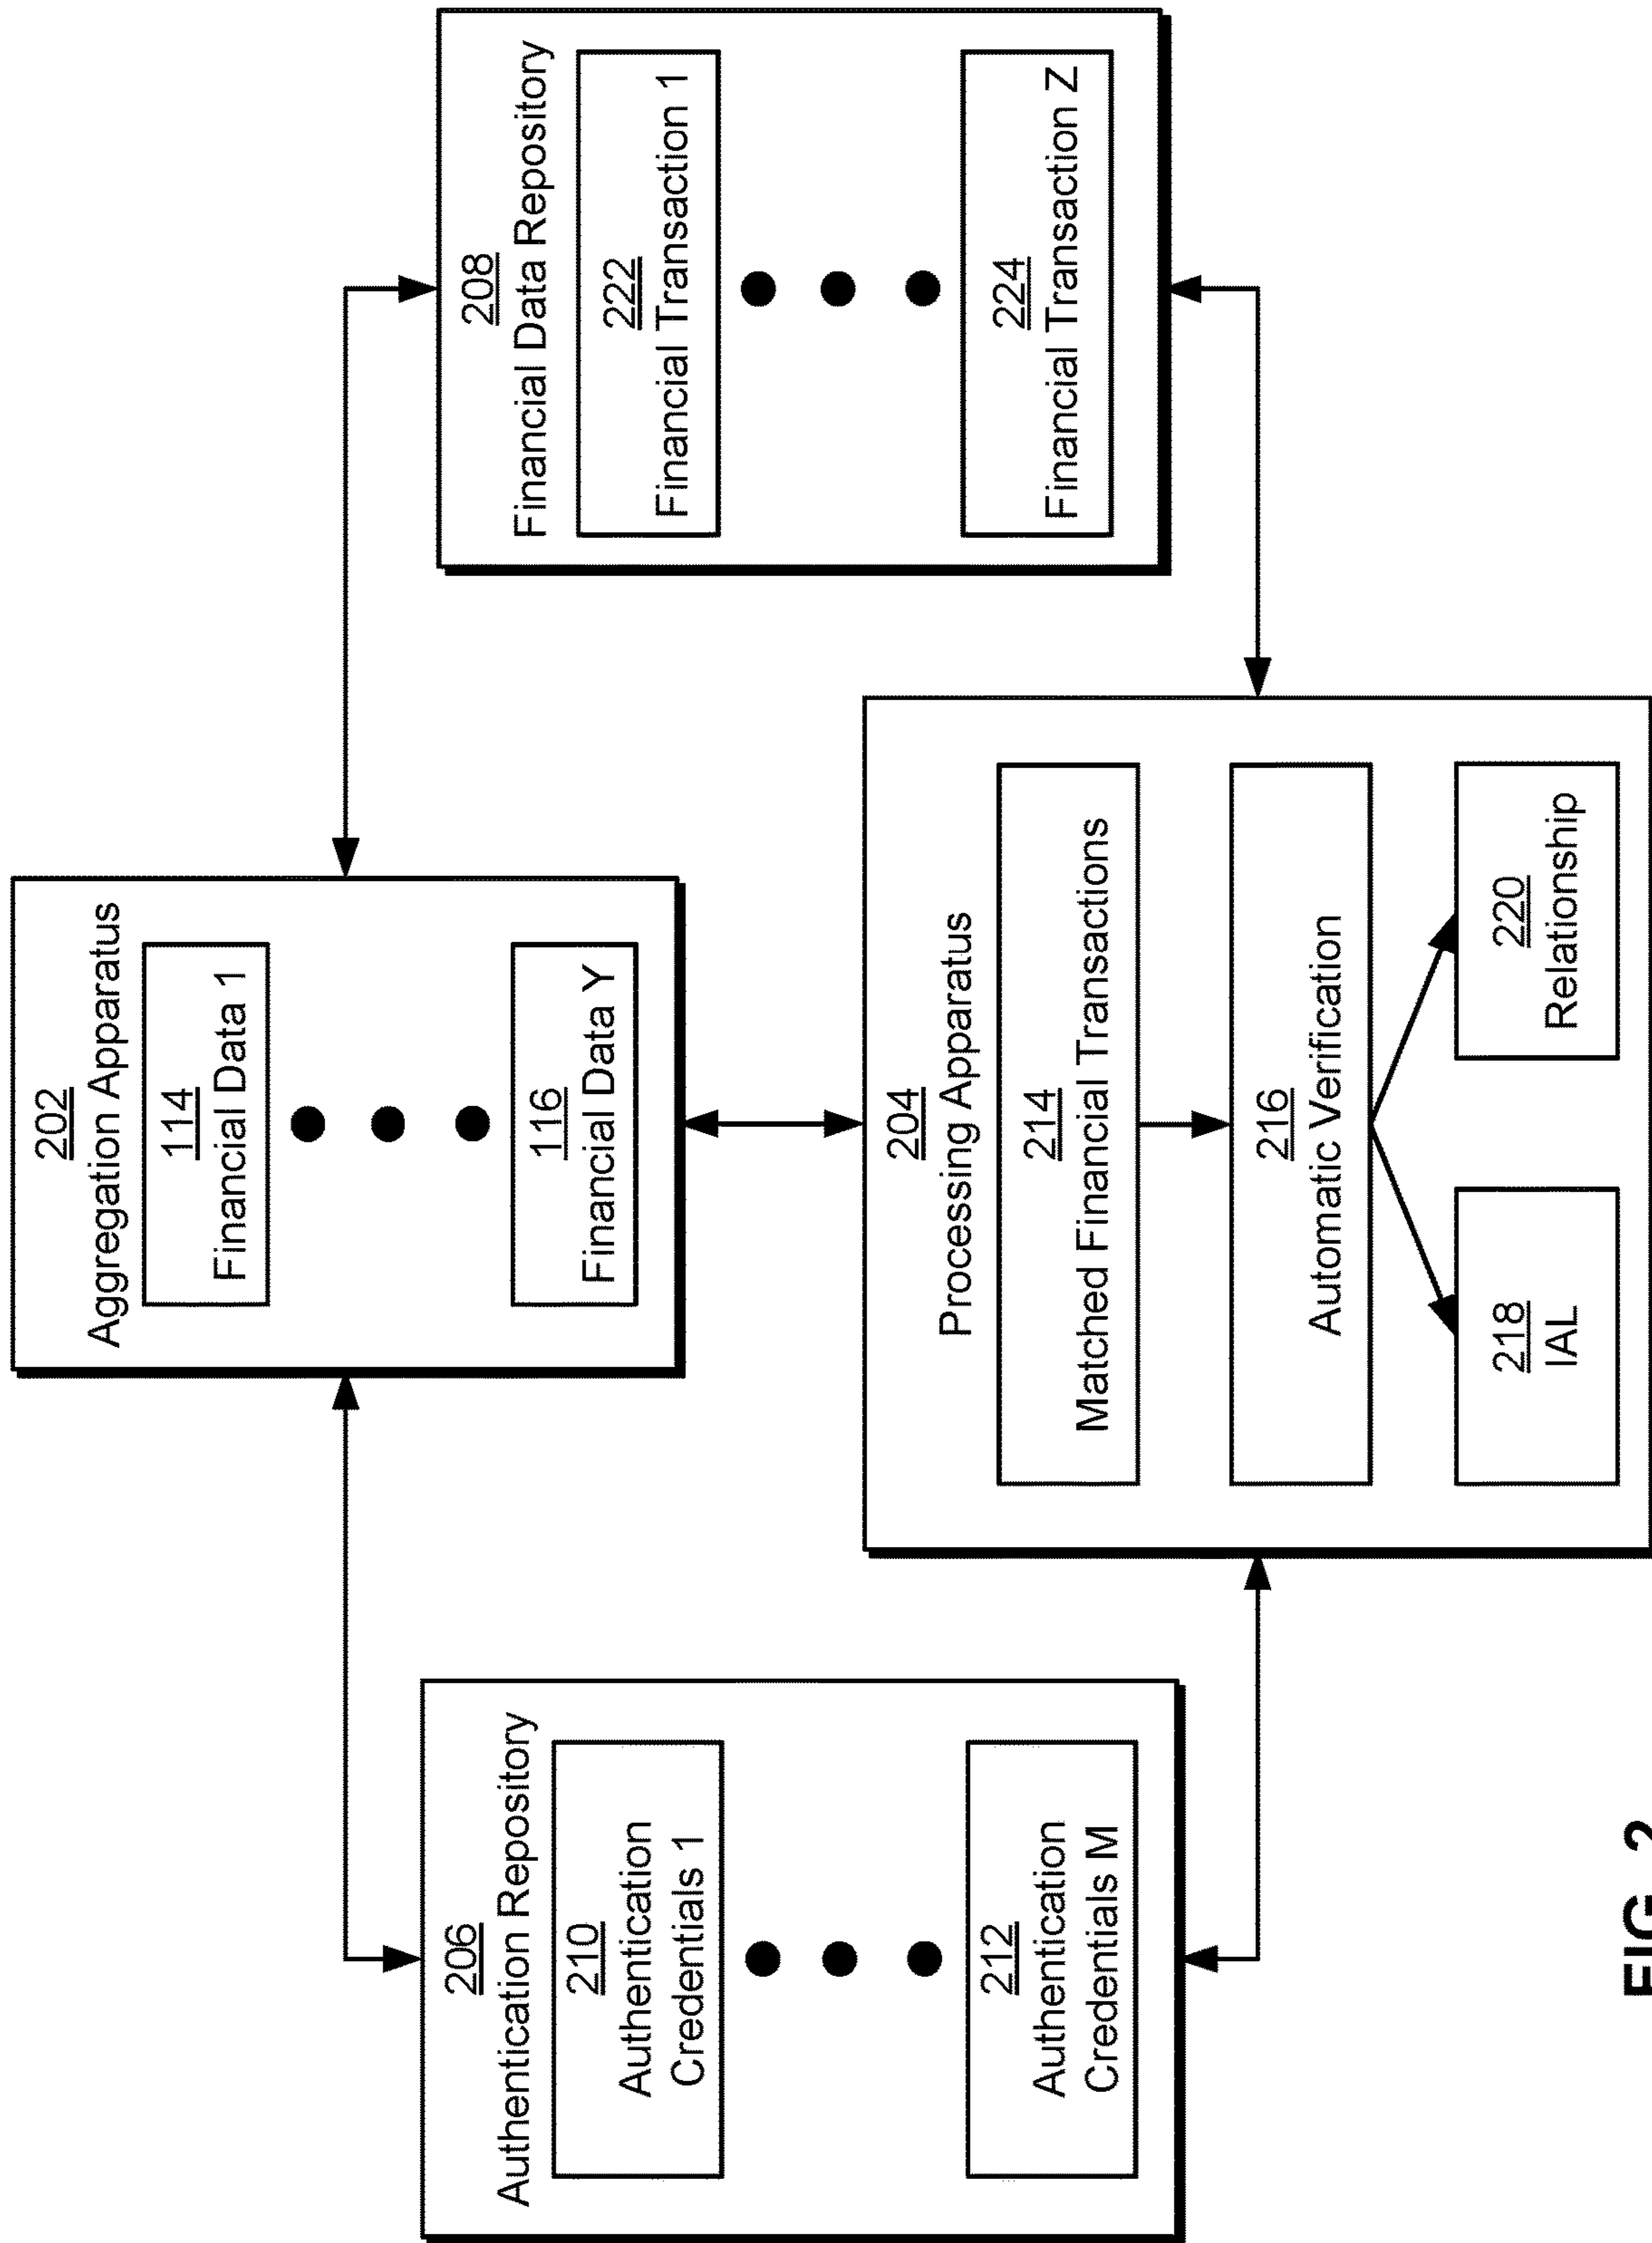 202
Aggregation Apparatus
114
Financial Data 1
116
Financial Data Y
206
Authentication Repository
210
Authentication
Credentials 1
212
Authentication
Credentials M
208
Financial Data Repository
222
Financial Transaction 1
224
Financial Transaction Z
204
Processing Apparatus
214
Matched Financial Transactions
216
Automatic Verification
218
IAL
220
Relationship
FIG. 2